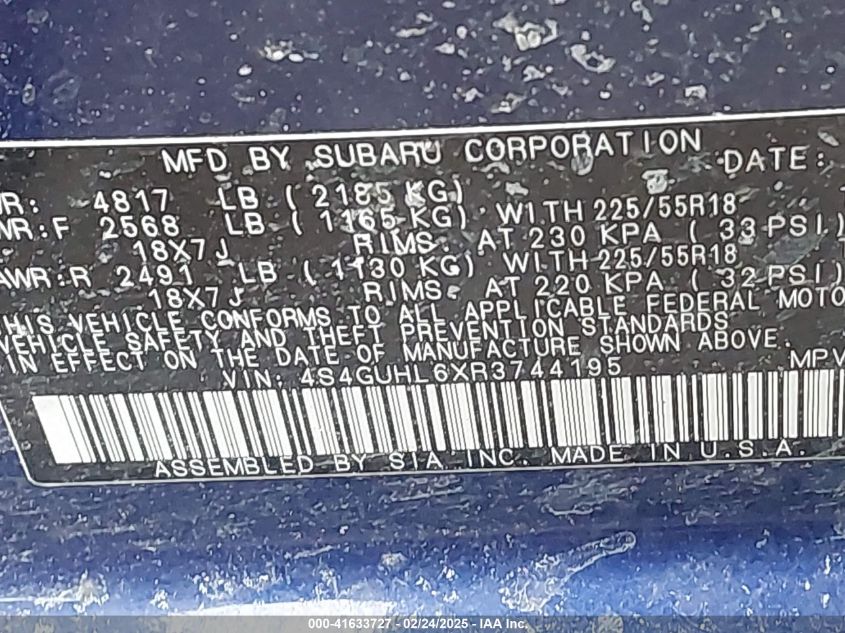 MFD BY SUBARU CORPORATION DATE:
WR: 4817 LB ( 2185 KG)
WR:F 2568 LB ( 1165 KG) WITH 225/55R18
18X7J RIMS AT 230 KPA ( 33 PSI)
AWR:R 2491 LB ( 1130 KG) WITH 225/55R18
18X7J RIMS AT 220 KPA ( 32 PSI)
THIS VEHICLE CONFORMS TO ALL APPLICABLE FEDERAL MOTO
VEHICLE SAFETY AND THEFT PREVENTION STANDARDS
IN EFFECT ON THE DATE OF MANUFACTURE SHOWN ABOVE.
VIN: 4S4GUHL6XR3744195 MPV
ASSEMBLED BY SIA INC. MADE IN U.S.A.
000-41633727 - 02/24/2025 - IAA Inc.